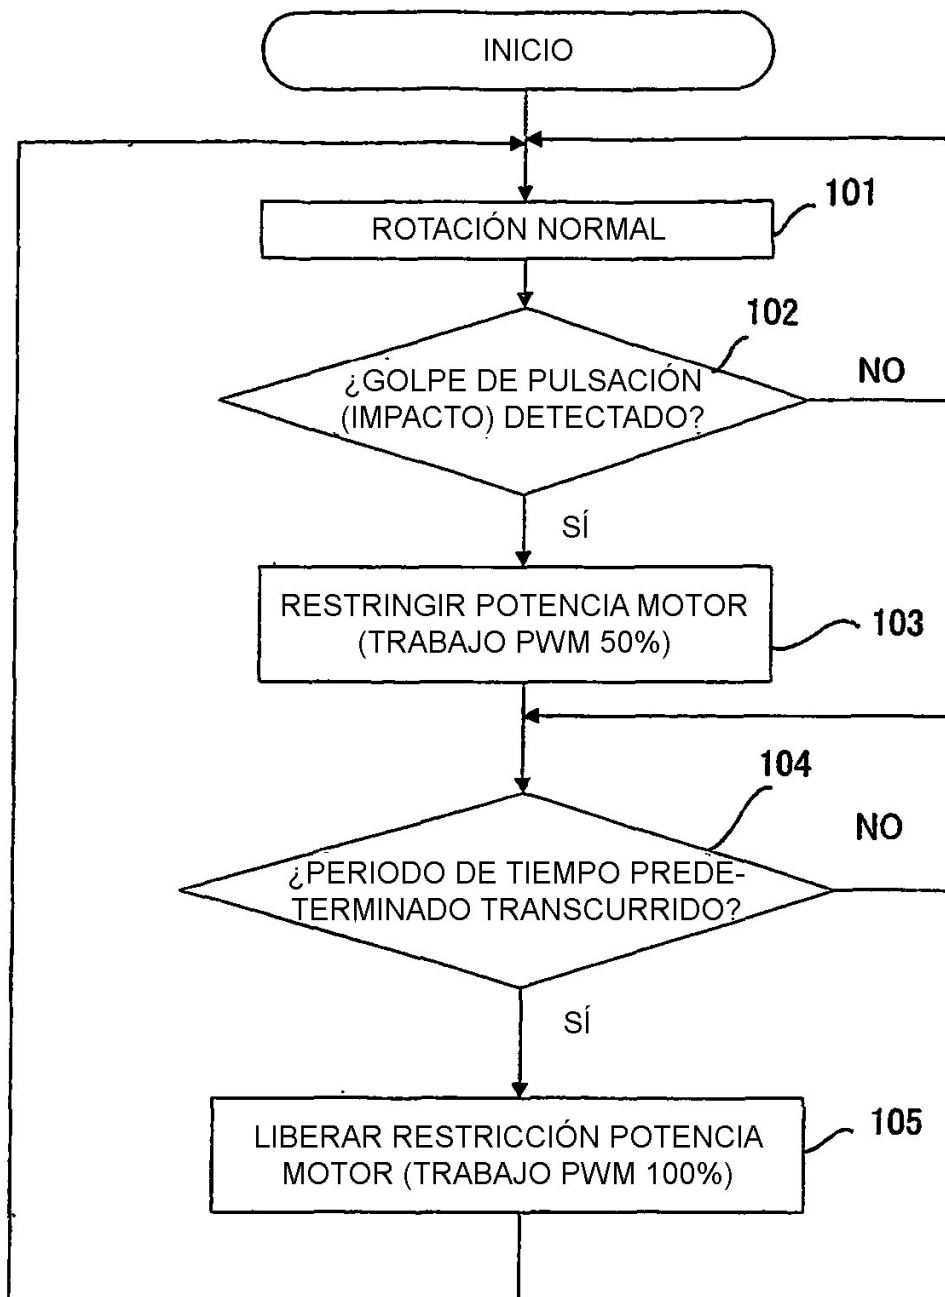 INICIO
101
ROTACIÓN NORMAL
102
¿GOLPE DE PULSACIÓN
(IMPACTO) DETECTADO?
NO
SÍ
RESTRINGIR POTENCIA MOTOR
(TRABAJO PWM 50%)
103
104
¿PERIODO DE TIEMPO PREDE-
TERMINADO TRANSCURRIDO?
NO
SÍ
105
LIBERAR RESTRICCIÓN POTENCIA
MOTOR (TRABAJO PWM 100%)